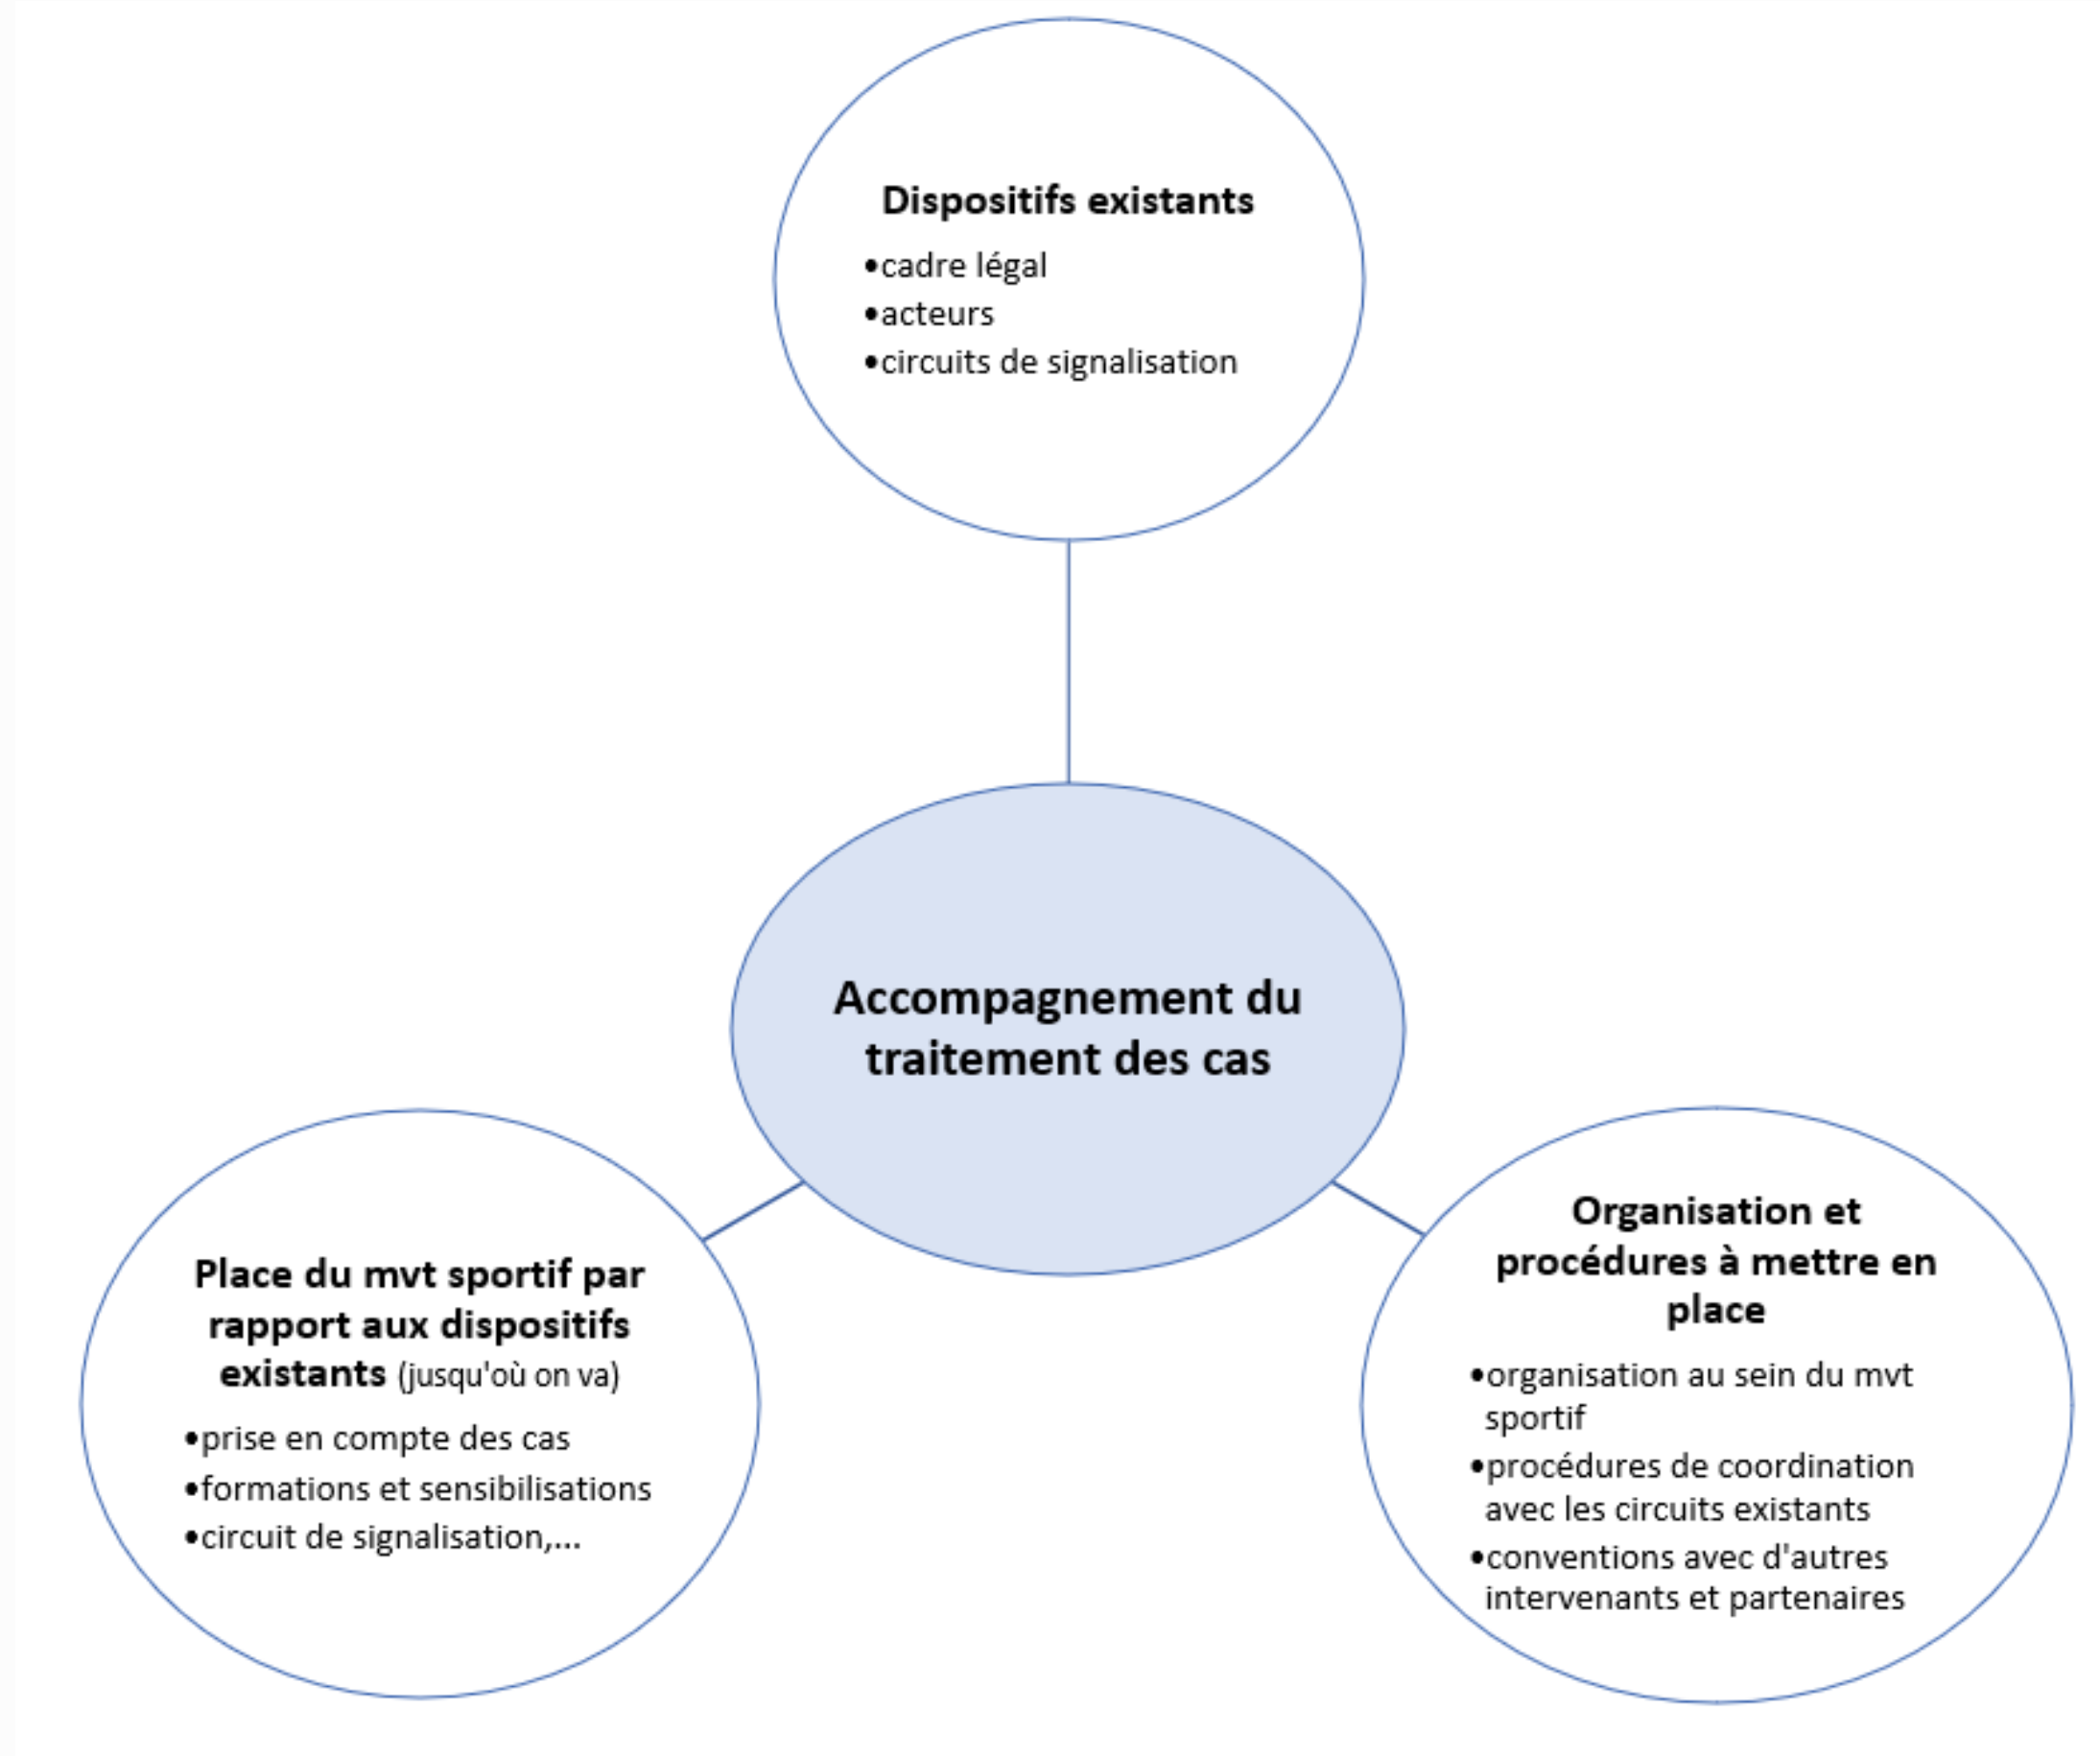 Dispositifs existants
•cadre légal
•acteurs
•circuits de signalisation
Accompagnement du
traitement des cas
Place du mvt sportif par
rapport aux dispositifs
existants (jusqu'où on va)
•prise en compte des cas
•formations et sensibilisations
•circuit de signalisation,...
Organisation et
procédures à mettre en
place
•organisation au sein du mvt
sportif
•procédures de coordination
avec les circuits existants
•conventions avec d'autres
intervenants et partenaires